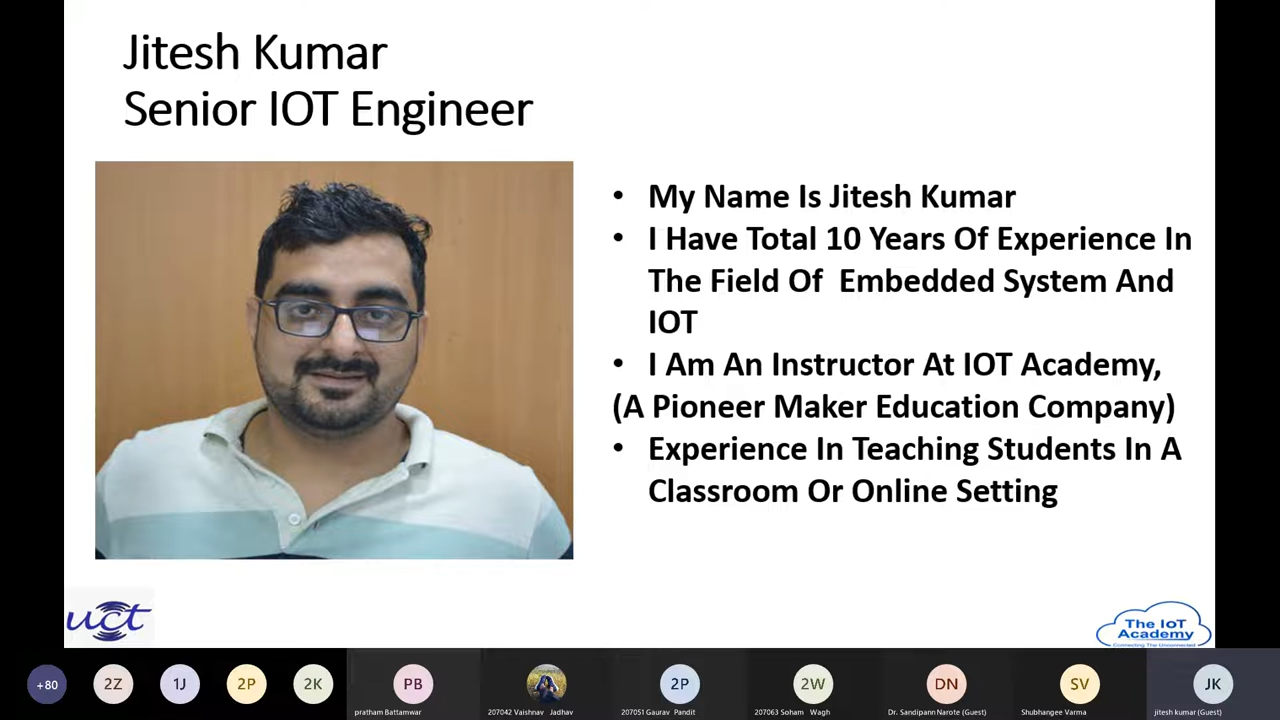 Jitesh Kumar
Senior IOT Engineer
• My Name Is Jitesh Kumar
• I Have Total 10 Years Of Experience In
The Field Of Embedded System And
IOT
• I Am An Instructor At IOT Academy,
(A Pioneer Maker Education Company)
• Experience In Teaching Students In A
Classroom Or Online Setting
uct
The IoT
Academy
Connecting The Unconnected
+80
2Z
1J
2P
2K
PB
2P
2W
DN
SV
JK
pratham Battamwar
207042 Vaishnav Jadhav
207051 Gaurav Pandit
207063 Soham Wagh
Dr. Sandipann Narote (Guest)
Shubhangee Varma
jitesh kumar (Guest)